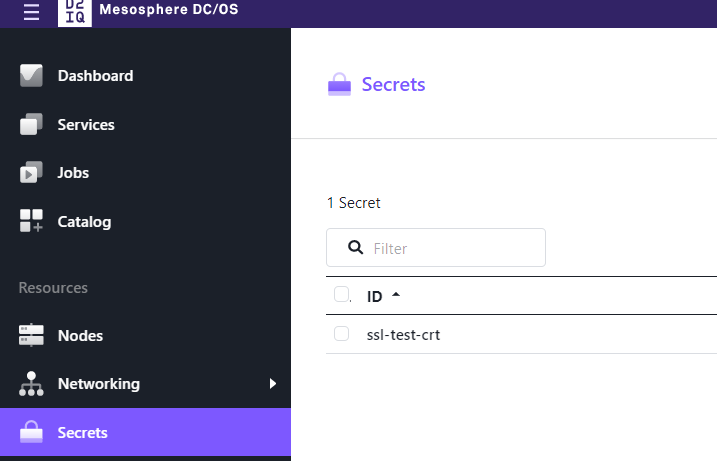 D2
IQ
Mesosphere DC/OS
Dashboard
Services
Jobs
Catalog
Resources
Nodes
Networking
Secrets
Secrets
1 Secret
Filter
ID
ssl-test-crt